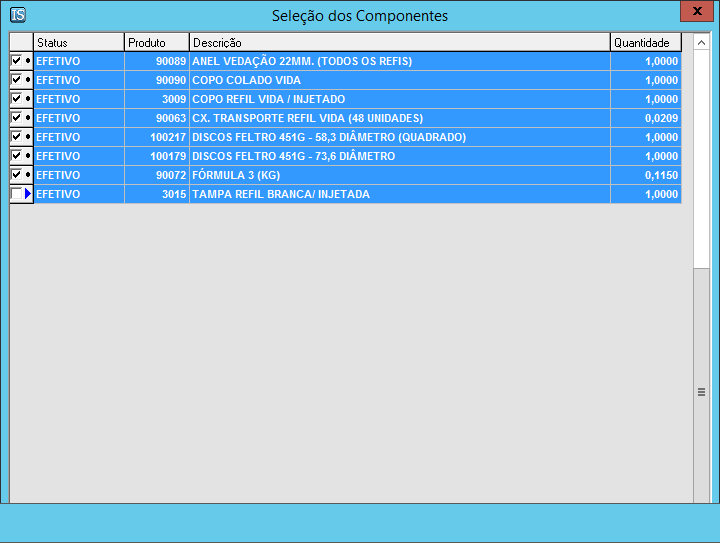 TS
Seleção dos Componentes
x
Status Produto Descrição Quantidade
EFETIVO 90089 ANEL VEDAÇÃO 22MM. (TODOS OS REFIS) 1,0000
EFETIVO 90090 COPO COLADO VIDA 1,0000
EFETIVO 3009 COPO REFIL VIDA / INJETADO 1,0000
EFETIVO 90063 CX. TRANSPORTE REFIL VIDA (48 UNIDADES) 0,0209
EFETIVO 100217 DISCOS FELTRO 451G - 58,3 DIÂMETRO (QUADRADO) 1,0000
EFETIVO 100179 DISCOS FELTRO 451G - 73,6 DIÂMETRO 1,0000
EFETIVO 90072 FÓRMULA 3 (KG) 0,1150
EFETIVO 3015 TAMPA REFIL BRANCA/ INJETADA 1,0000